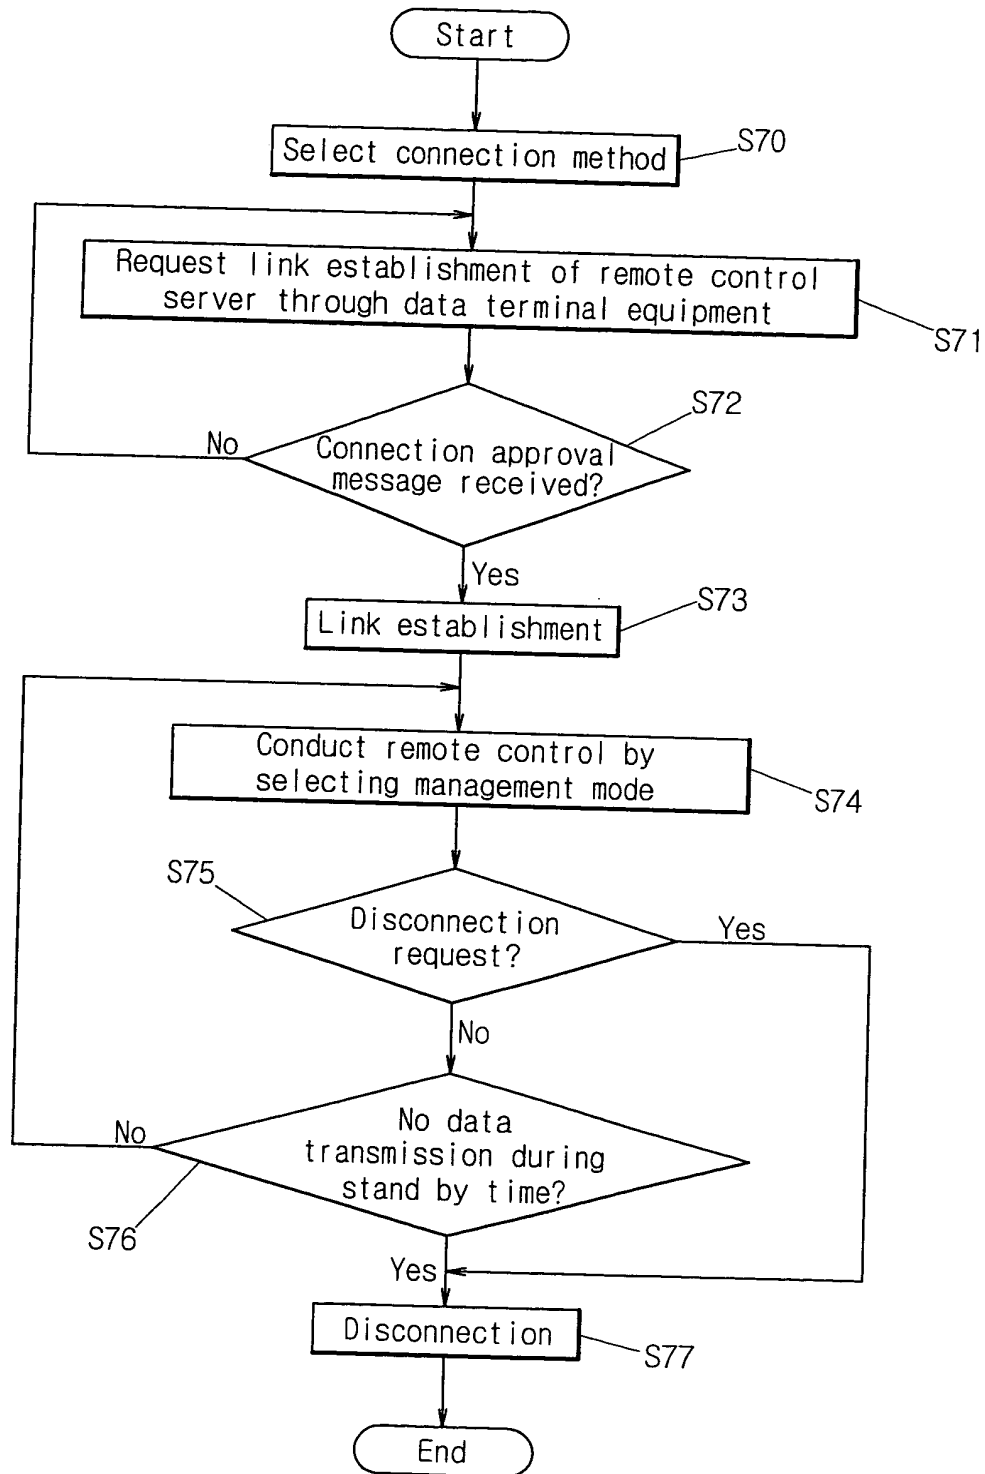 Start
Select connection method
S70
Request link establishment of remote control
server through data terminal equipment
S71
S72
No
Connection approval
message received?
Yes
S73
Link establishment
Conduct remote control by
selecting management mode
S74
S75
Disconnection
request?
Yes
No
No
No data
transmission during
stand by time?
S76
Yes
Disconnection
S77
End